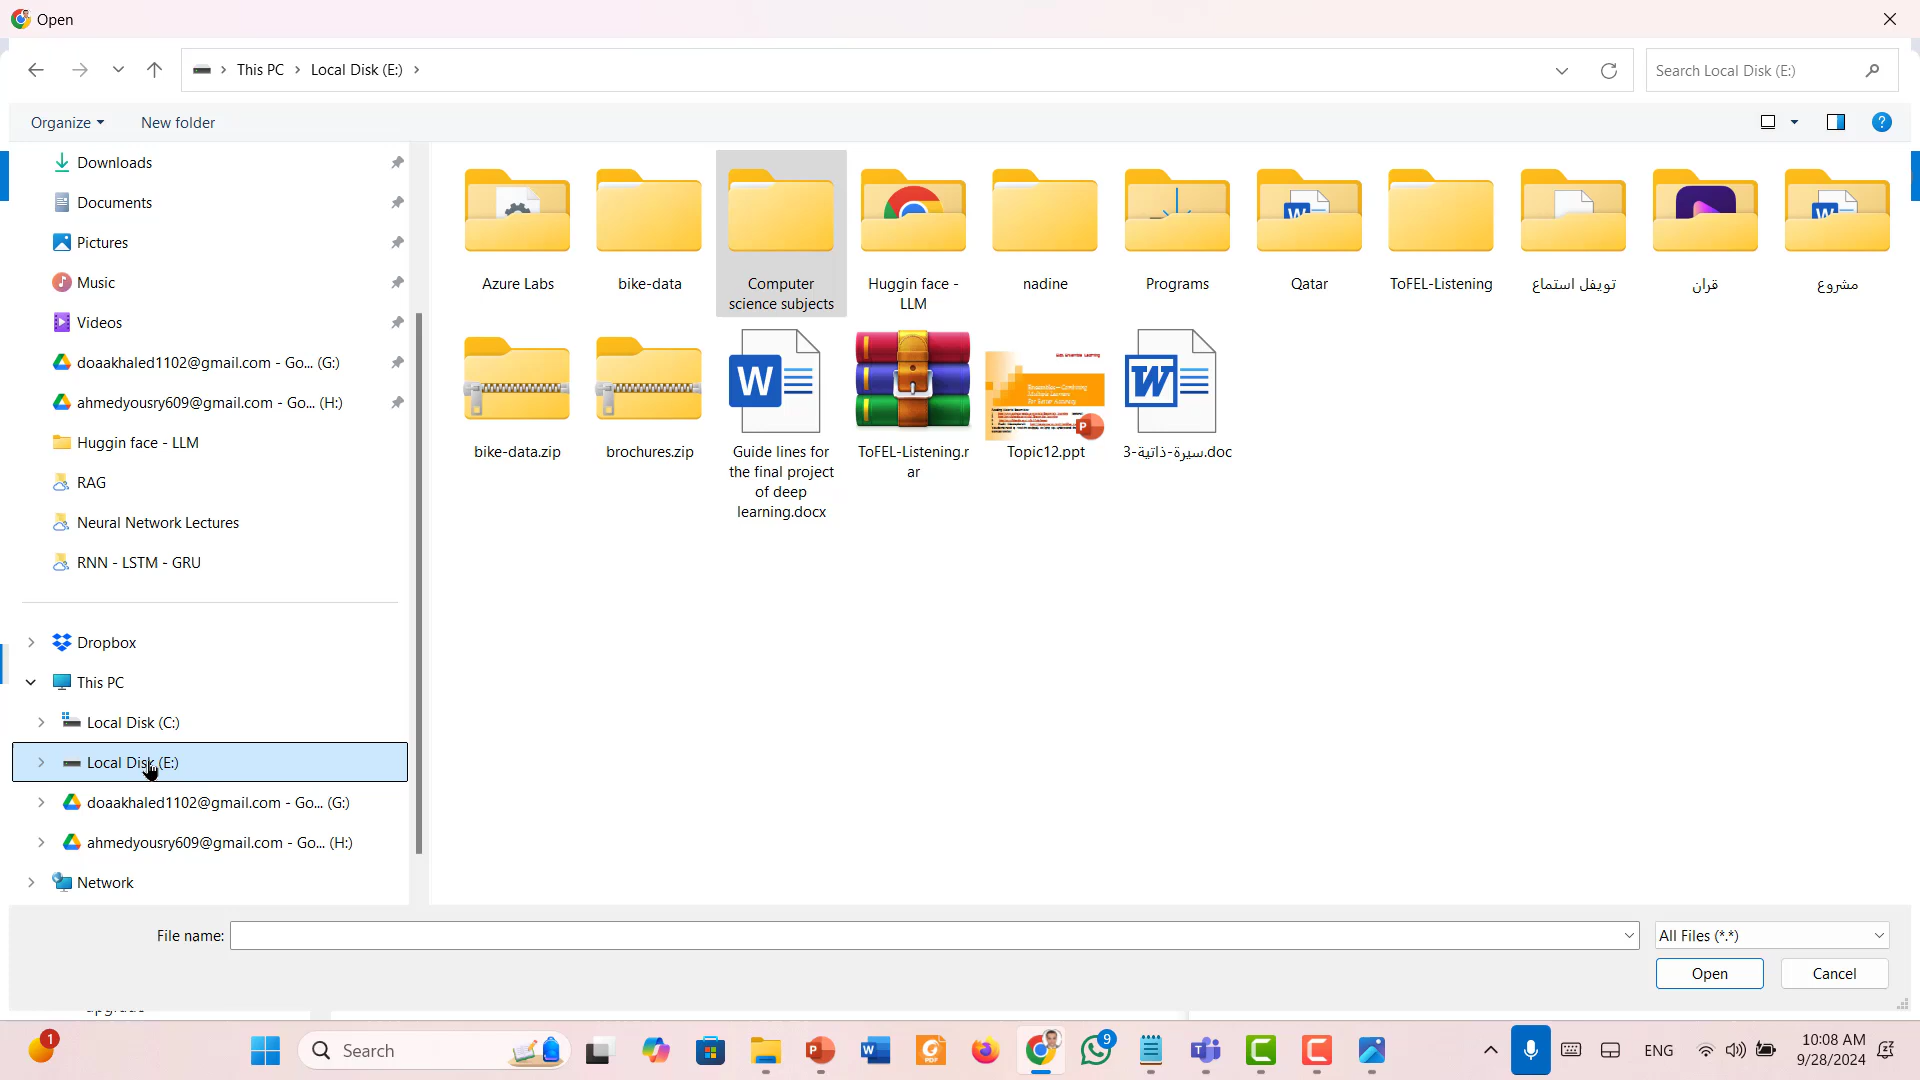 Open
This PC
Local Disk (E:)
Search Local Disk (E:)
Organize
New folder
Downloads
Documents
Pictures
Music
Videos
doaakhaled1102@gmail.com - Go... (G:)
ahmedyousry609@gmail.com - Go... (H:)
Huggin face - LLM
RAG
Neural Network Lectures
RNN - LSTM - GRU
Dropbox
This PC
Local Disk (C:)
Local Disk (E:)
doaakhaled1102@gmail.com - Go... (G:)
ahmedyousry609@gmail.com - Go... (H:)
Network
Azure Labs
bike-data
Computer
science subjects
Huggin face -
LLM
nadine
Programs
Qatar
ToFEL-Listening
تويفل استماع
قران
مشروع
bike-data.zip
brochures.zip
Guide lines for
the final project
of deep
learning.docx
ToFEL-Listening.r
ar
Topic12.ppt
سيرة-ذاتية-3.doc
File name:
All Files (*.*)
Open
Cancel
1
Search
9
ENG
10:08 AM
9/28/2024